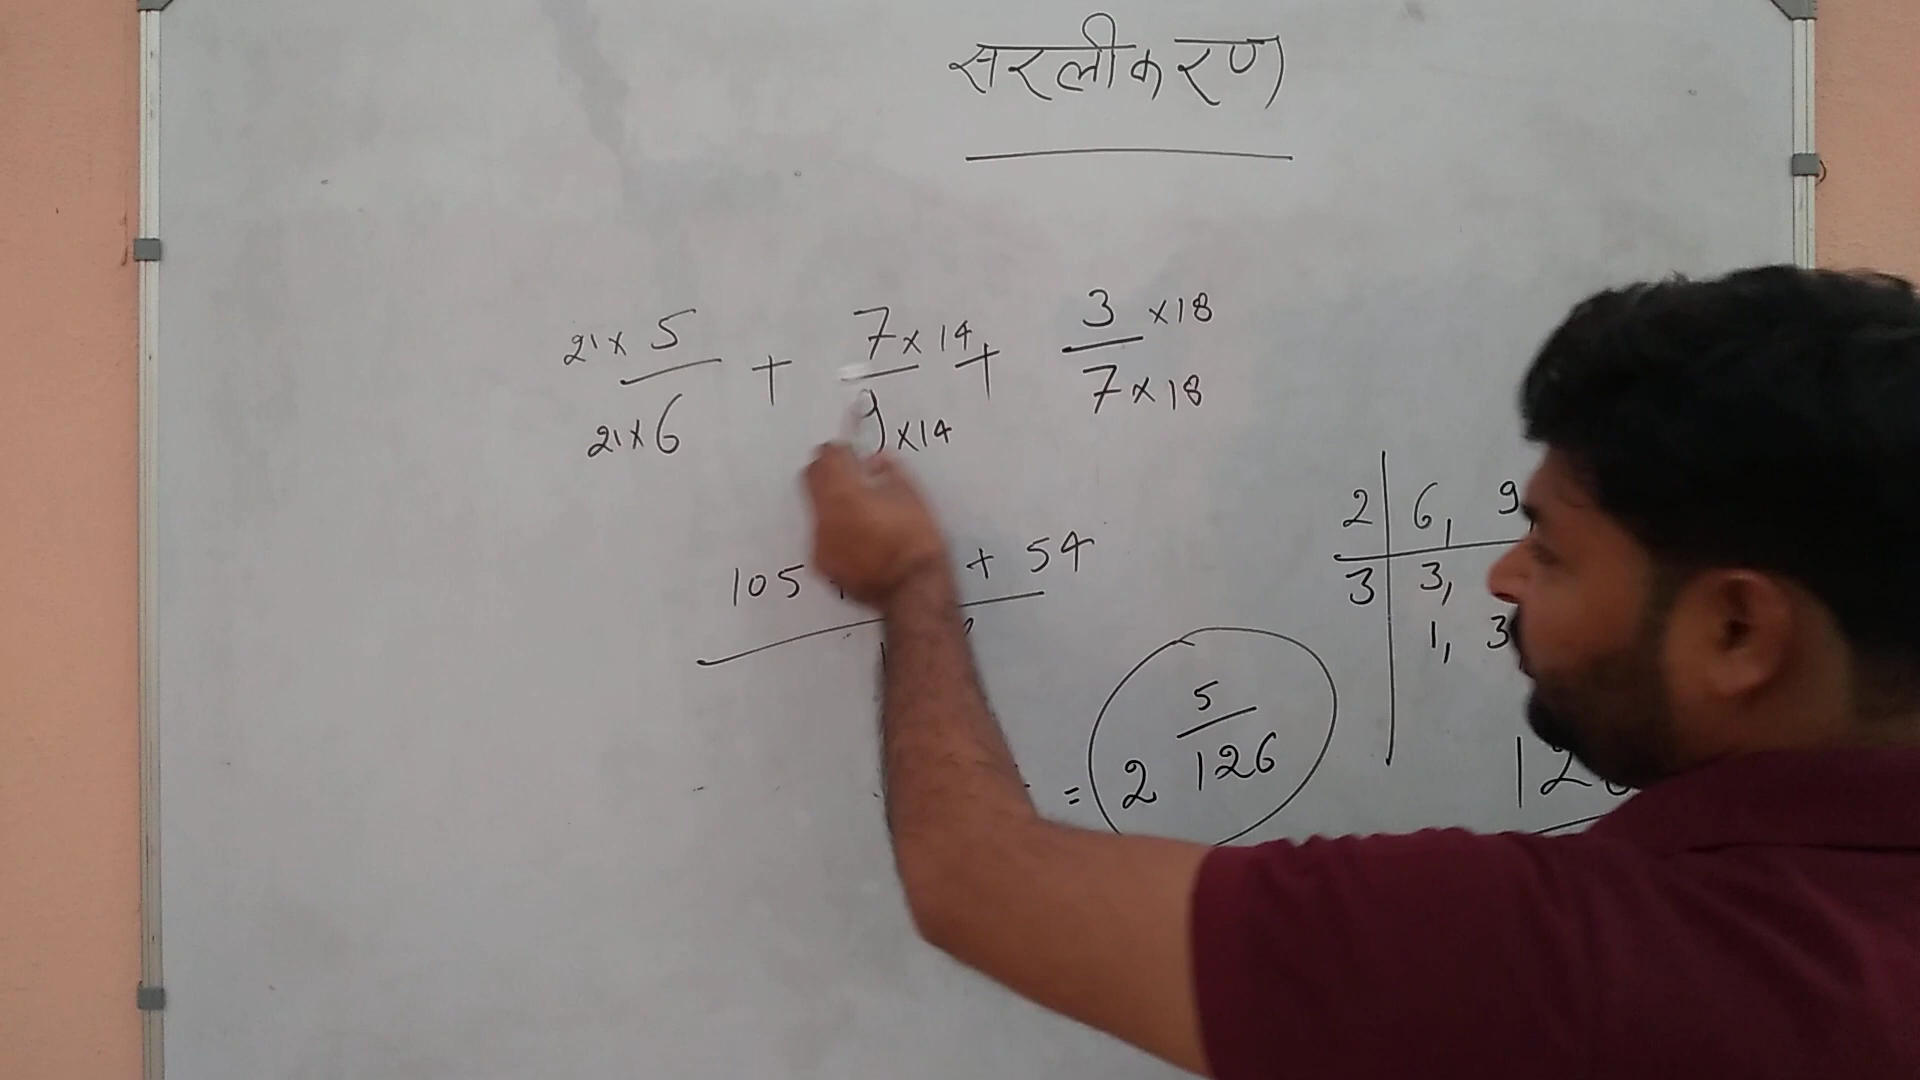 सरलीकरण
21 × 5 + 7 × 14 + 3 × 18
21 × 6 9 × 14 7 × 18
105 + 54
= 2 5/126
2 | 6, 9
3 | 3,
1, 3,